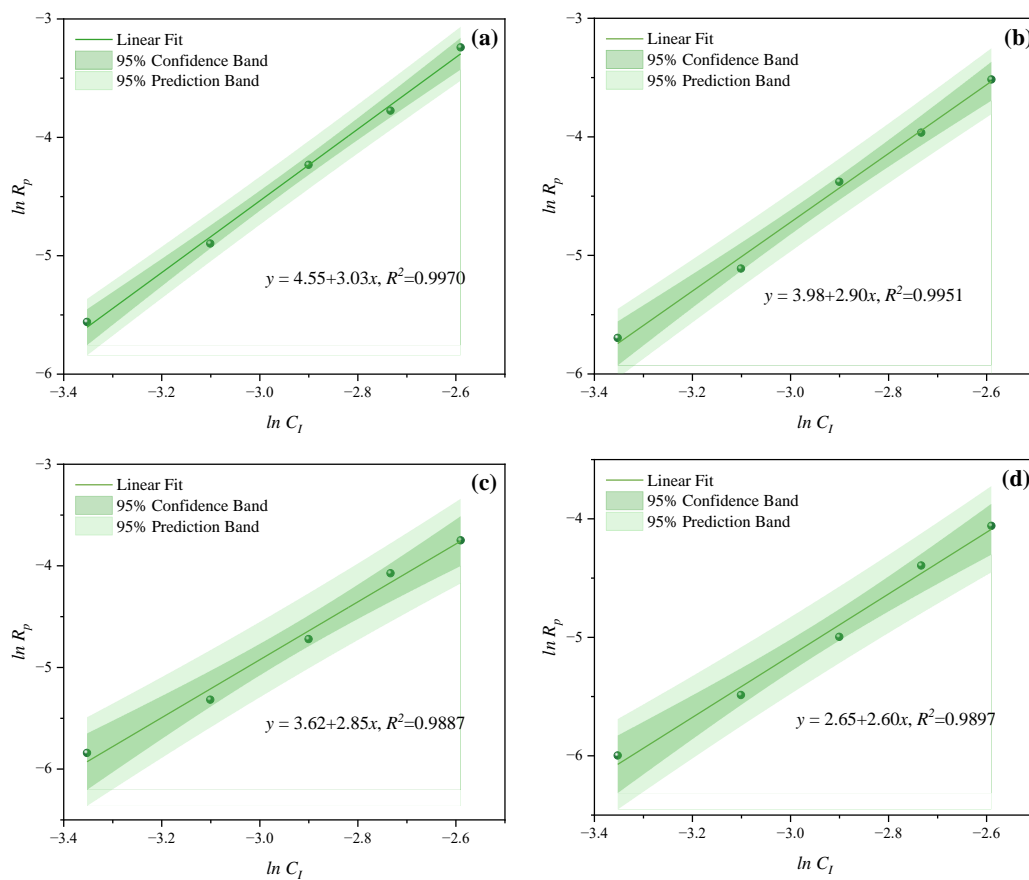 (a)
Linear Fit
95% Confidence Band
95% Prediction Band
y = 4.55+3.03x, R²=0.9970
ln R_p
−3
−4
−5
−6
−3.4 −3.2 −3.0 −2.8 −2.6
ln C_I
(b)
Linear Fit
95% Confidence Band
95% Prediction Band
y = 3.98+2.90x, R²=0.9951
ln R_p
−3
−4
−5
−6
−3.4 −3.2 −3.0 −2.8 −2.6
ln C_I
(c)
Linear Fit
95% Confidence Band
95% Prediction Band
y = 3.62+2.85x, R²=0.9887
ln R_p
−3
−4
−5
−6
−3.4 −3.2 −3.0 −2.8 −2.6
ln C_I
(d)
Linear Fit
95% Confidence Band
95% Prediction Band
y = 2.65+2.60x, R²=0.9897
ln R_p
−4
−5
−6
−3.4 −3.2 −3.0 −2.8 −2.6
ln C_I